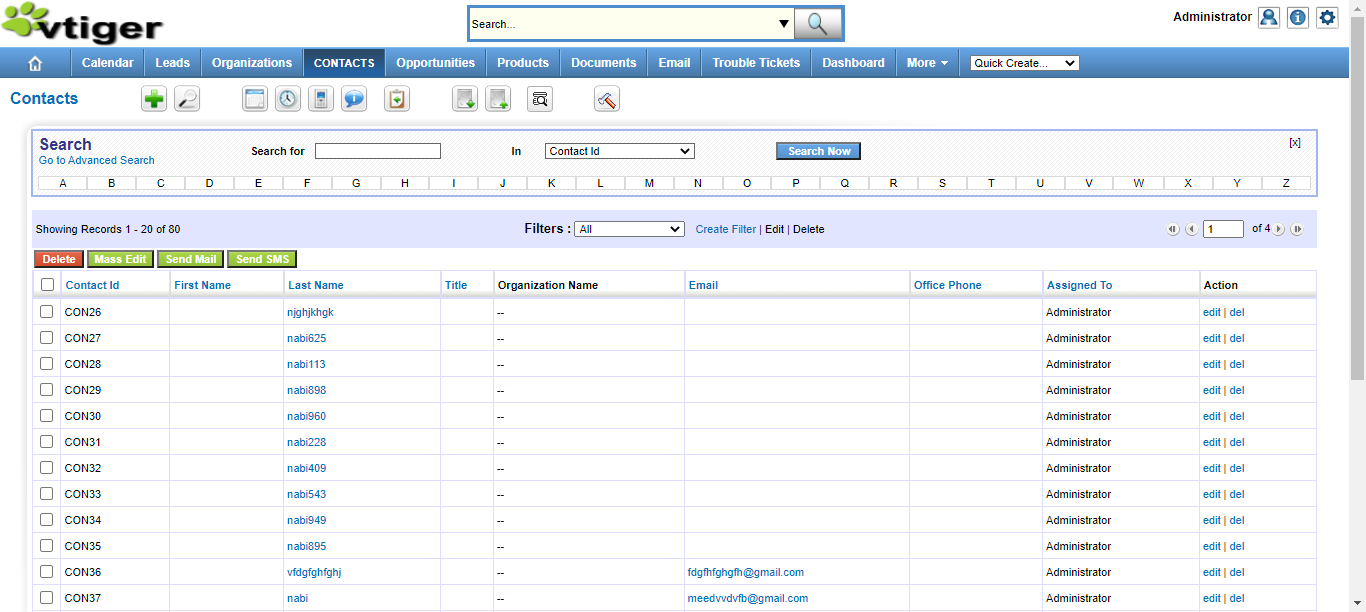 vtiger
Search...
Administrator
Calendar Leads Organizations CONTACTS Opportunities Products Documents Email Trouble Tickets Dashboard More Quick Create...
Contacts
Search
Go to Advanced Search
Search for In Contact Id Search Now [x]
A B C D E F G H I J K L M N O P Q R S T U V W X Y Z
Showing Records 1 - 20 of 80 Filters : All Create Filter | Edit | Delete 1 of 4
Delete Mass Edit Send Mail Send SMS
Contact Id First Name Last Name Title Organization Name Email Office Phone Assigned To Action
CON26 njghjkhgk -- Administrator edit | del
CON27 nabi625 -- Administrator edit | del
CON28 nabi113 -- Administrator edit | del
CON29 nabi898 -- Administrator edit | del
CON30 nabi960 -- Administrator edit | del
CON31 nabi228 -- Administrator edit | del
CON32 nabi409 -- Administrator edit | del
CON33 nabi543 -- Administrator edit | del
CON34 nabi949 -- Administrator edit | del
CON35 nabi895 -- Administrator edit | del
CON36 vfdgfghfghj -- fdgfhfghgfh@gmail.com Administrator edit | del
CON37 nabi -- meedvvdvfb@gmail.com Administrator edit | del